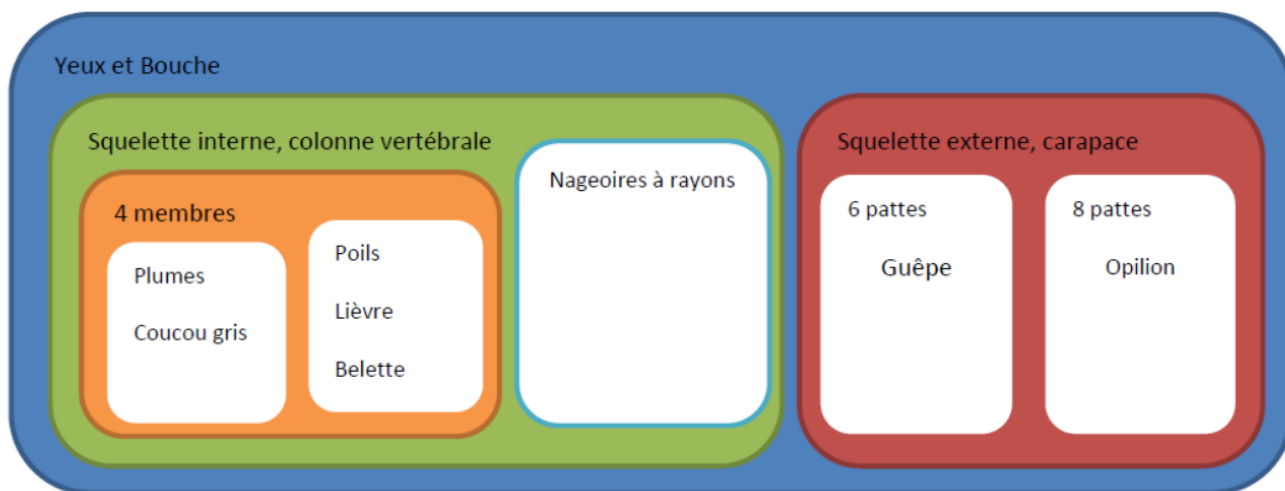 Yeux et Bouche
Squelette interne, colonne vertébrale
4 membres
Plumes
Coucou gris
Poils
Lièvre
Belette
Nageoires à rayons
Squelette externe, carapace
6 pattes
Guêpe
8 pattes
Opilion